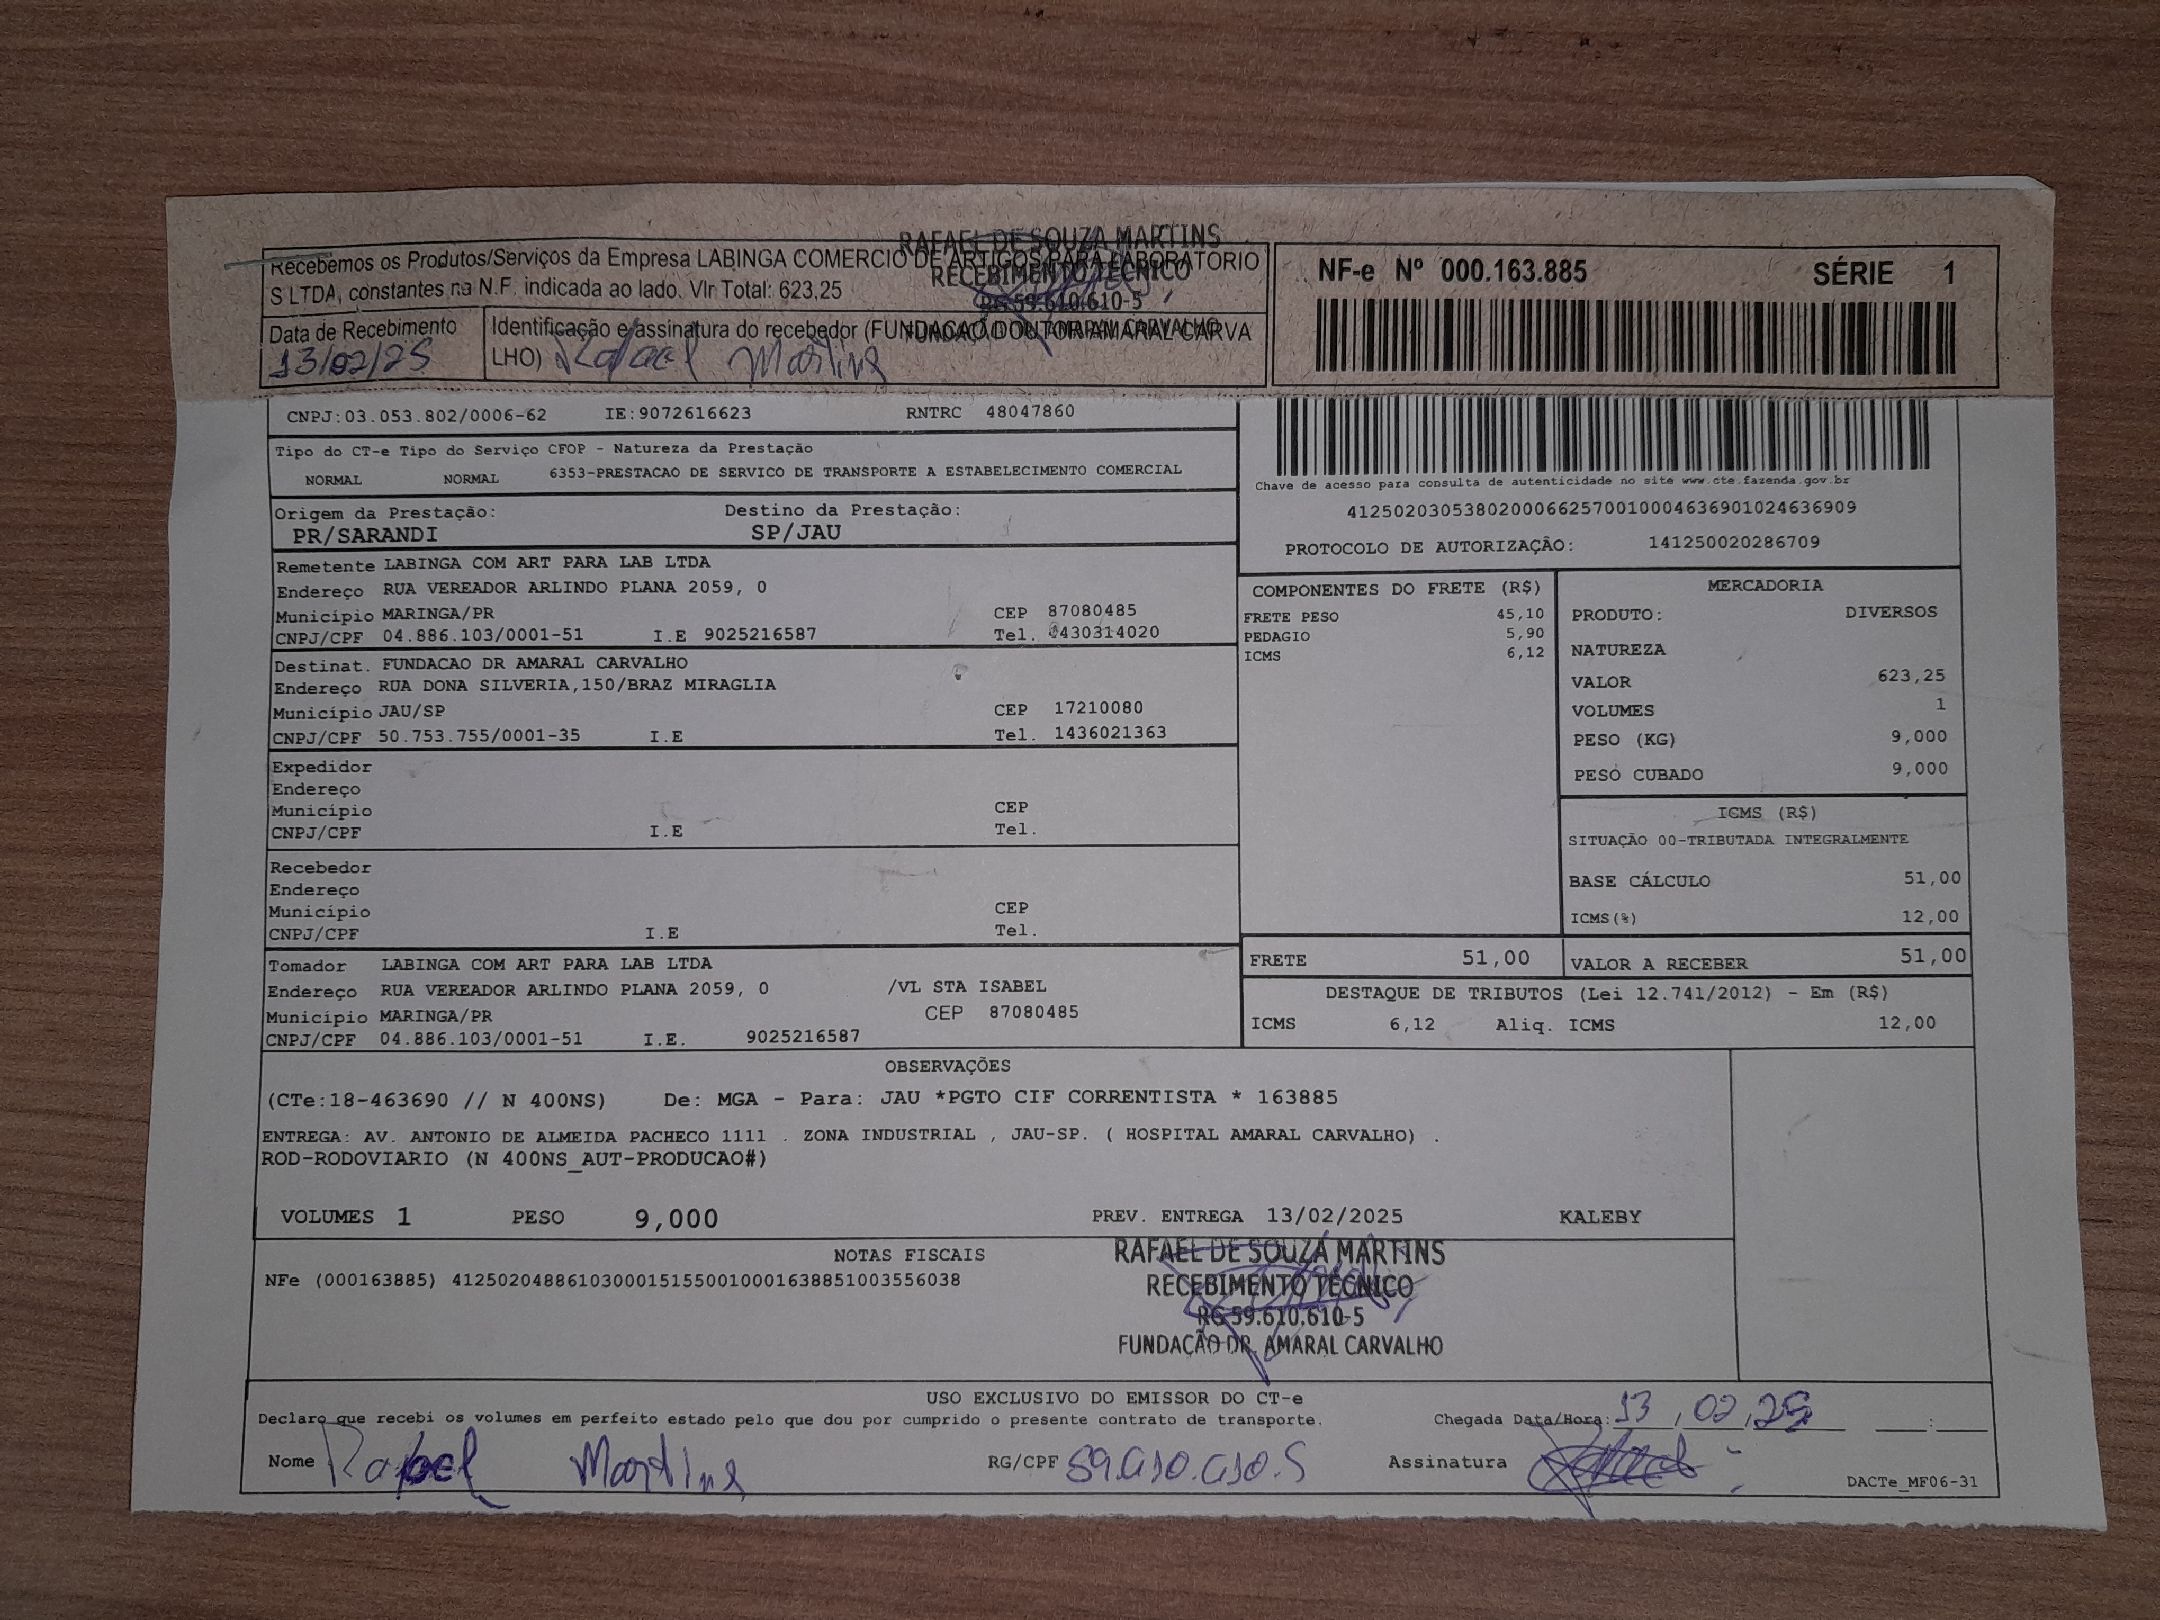 RAFAEL DE SOUZA MARTINS
RECEBIMENTO TÉCNICO
RG 59.610.610-5
Recebemos os Produtos/Serviços da Empresa LABINGA COMERCIO DE ARTIGOS PARA LABORATORIO
S LTDA, constantes na N.F. indicada ao lado. Vlr Total: 623,25
Data de Recebimento
13/02/25
Identificação e assinatura do recebedor (FUNDACAO DOUTOR AMARAL CARVA
LHO) Rafael Martins
NF-e Nº 000.163.885 SÉRIE 1
CNPJ:03.053.802/0006-62 IE:9072616623 RNTRC 48047860
Tipo do CT-e Tipo do Serviço CFOP - Natureza da Prestação
NORMAL NORMAL 6353-PRESTACAO DE SERVICO DE TRANSPORTE A ESTABELECIMENTO COMERCIAL
Origem da Prestação: Destino da Prestação:
PR/SARANDI SP/JAU
Chave de acesso para consulta de autenticidade no site www.cte.fazenda.gov.br
41250203053802000662570010004636901024636909
PROTOCOLO DE AUTORIZAÇÃO: 141250020286709
Remetente LABINGA COM ART PARA LAB LTDA
Endereço RUA VEREADOR ARLINDO PLANA 2059, 0
Município MARINGA/PR CEP 87080485
CNPJ/CPF 04.886.103/0001-51 I.E 9025216587 Tel. 4430314020
Destinat. FUNDACAO DR AMARAL CARVALHO
Endereço RUA DONA SILVERIA,150/BRAZ MIRAGLIA
Município JAU/SP CEP 17210080
CNPJ/CPF 50.753.755/0001-35 I.E Tel. 1436021363
Expedidor
Endereço
Município CEP
CNPJ/CPF I.E Tel.
Recebedor
Endereço
Município CEP
CNPJ/CPF I.E Tel.
Tomador LABINGA COM ART PARA LAB LTDA
Endereço RUA VEREADOR ARLINDO PLANA 2059, 0 /VL STA ISABEL
Município MARINGA/PR CEP 87080485
CNPJ/CPF 04.886.103/0001-51 I.E. 9025216587
COMPONENTES DO FRETE (R$)
FRETE PESO 45,10
PEDAGIO 5,90
ICMS 6,12
MERCADORIA
PRODUTO: DIVERSOS
NATUREZA
VALOR 623,25
VOLUMES 1
PESO (KG) 9,000
PESO CUBADO 9,000
ICMS (R$)
SITUAÇÃO 00-TRIBUTADA INTEGRALMENTE
BASE CÁLCULO 51,00
ICMS(%) 12,00
FRETE 51,00 VALOR A RECEBER 51,00
DESTAQUE DE TRIBUTOS (Lei 12.741/2012) - Em (R$)
ICMS 6,12 Aliq. ICMS 12,00
OBSERVAÇÕES
(CTe:18-463690 // N 400NS) De: MGA - Para: JAU *PGTO CIF CORRENTISTA * 163885
ENTREGA: AV. ANTONIO DE ALMEIDA PACHECO 1111 . ZONA INDUSTRIAL , JAU-SP. ( HOSPITAL AMARAL CARVALHO) .
ROD-RODOVIARIO (N 400NS_AUT-PRODUCAO#)
VOLUMES 1 PESO 9,000 PREV. ENTREGA 13/02/2025 KALEBY
NOTAS FISCAIS
NFe (000163885) 41250204886103000151550010001638851003556038
RAFAEL DE SOUZA MARTINS
RECEBIMENTO TÉCNICO
RG 59.610.610-5
FUNDAÇÃO DR. AMARAL CARVALHO
USO EXCLUSIVO DO EMISSOR DO CT-e
Declaro que recebi os volumes em perfeito estado pelo que dou por cumprido o presente contrato de transporte. Chegada Data/Hora: 13,02,25 :
Nome Rafael Martins RG/CPF 59.610.610.5 Assinatura
DACTe_MF06-31